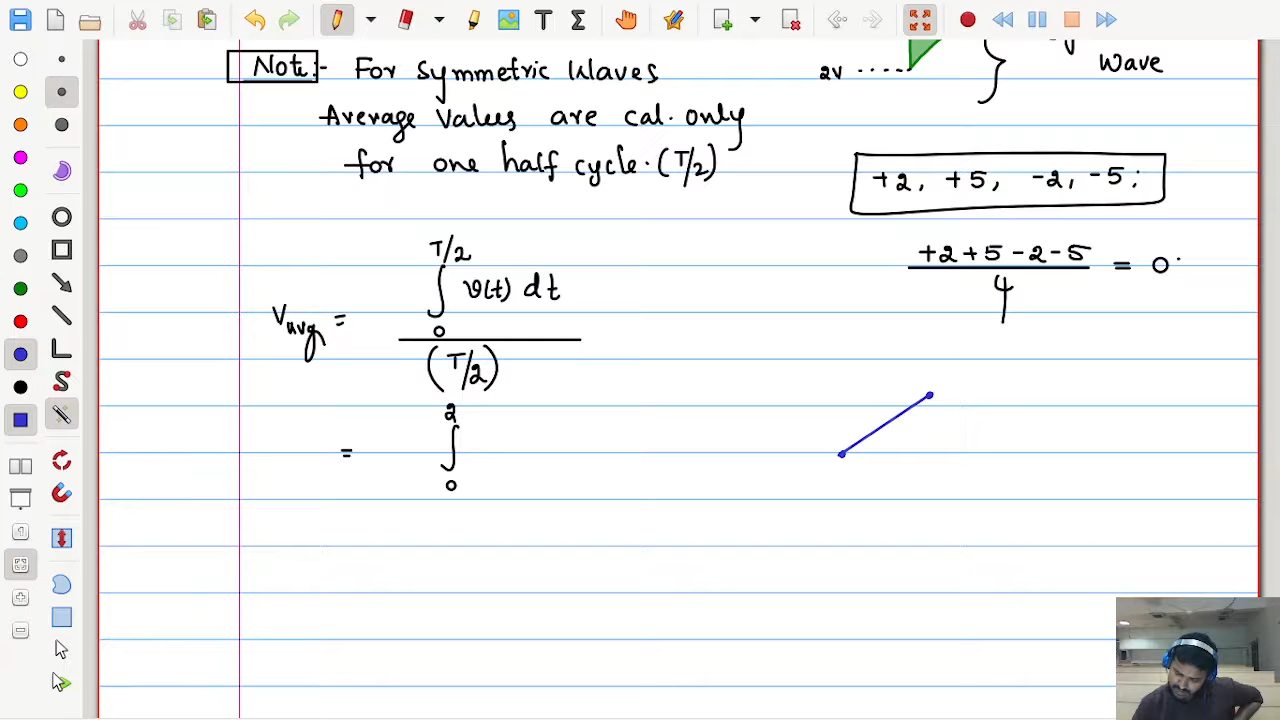 Note:- For Symmetric Waves
Average Values are cal. only
for one half cycle. (T/2)
2V
Wave
+2, +5, -2, -5;
+2+5-2-5
4
= 0
T/2
∫ v(t) dt
0
Vavg =
(T/2)
2
= ∫
0